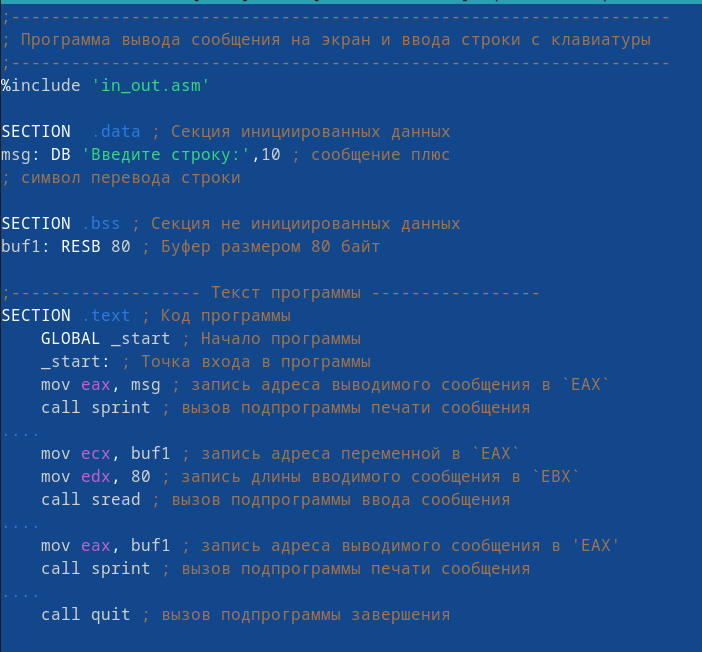 ;------------------------------------------------------------------
; Программа вывода сообщения на экран и ввода строки с клавиатуры
;------------------------------------------------------------------
%include 'in_out.asm'
SECTION  .data ; Секция инициированных данных
msg: DB 'Введите строку:',10 ; сообщение плюс
; символ перевода строки
SECTION .bss ; Секция не инициированных данных
buf1: RESB 80 ; Буфер размером 80 байт
;------------------- Текст программы -----------------
SECTION .text ; Код программы
    GLOBAL _start ; Начало программы
    _start: ; Точка входа в программы
    mov eax, msg ; запись адреса выводимого сообщения в `EAX`
    call sprint ; вызов подпрограммы печати сообщения
....
    mov ecx, buf1 ; запись адреса переменной в `EAX`
    mov edx, 80 ; запись длины вводимого сообщения в `EBX`
    call sread ; вызов подпрограммы ввода сообщения
....
    mov eax, buf1 ; запись адреса выводимого сообщения в 'EAX'
    call sprint ; вызов подпрограммы печати сообщения
....
    call quit ; вызов подпрограммы завершения